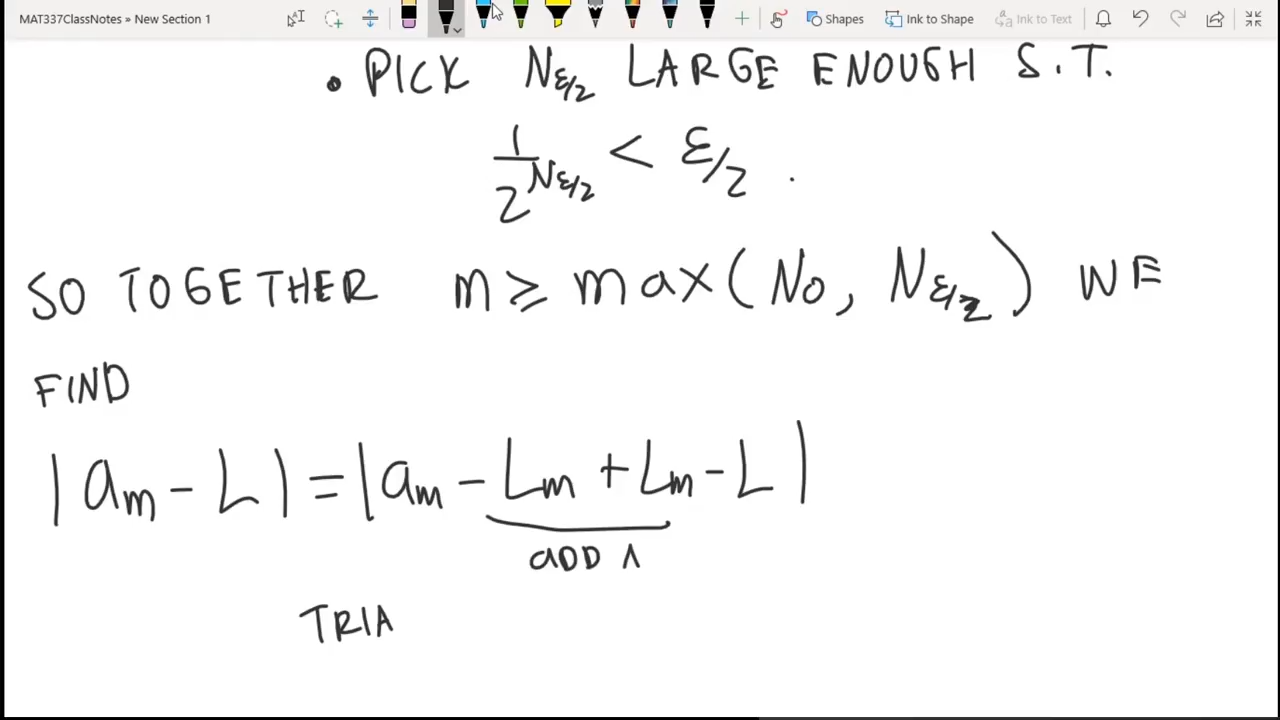 MAT337ClassNotes » New Section 1
Shapes Ink to Shape Ink to Text
• PICK Nε/2 LARGE ENOUGH S.T.
1/2^Nε/2 < ε/2 .
SO TOGETHER m ≥ max(N0, Nε/2) WE
FIND
|am - L| = |am - Lm + Lm - L|
aDD ∧
TRIA